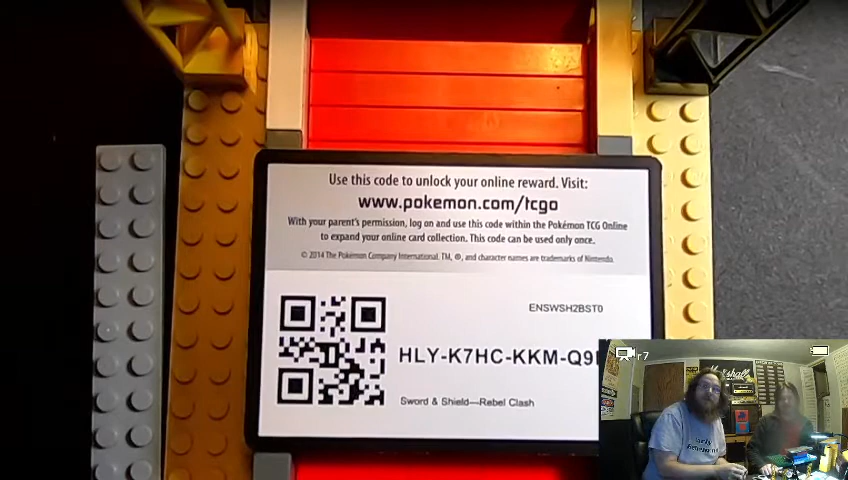 Use this code to unlock your online reward. Visit:
www.pokemon.com/tcgo
With your parent's permission, log on and use this code within the Pokémon TCG Online
to expand your online card collection. This code can be used only once.
© 2014 The Pokémon Company International. TM, ®, and character names are trademarks of Nintendo.
ENSWSH2BST0
HLY-K7HC-KKM-Q9
Sword & Shield—Rebel Clash
r7
Marshall